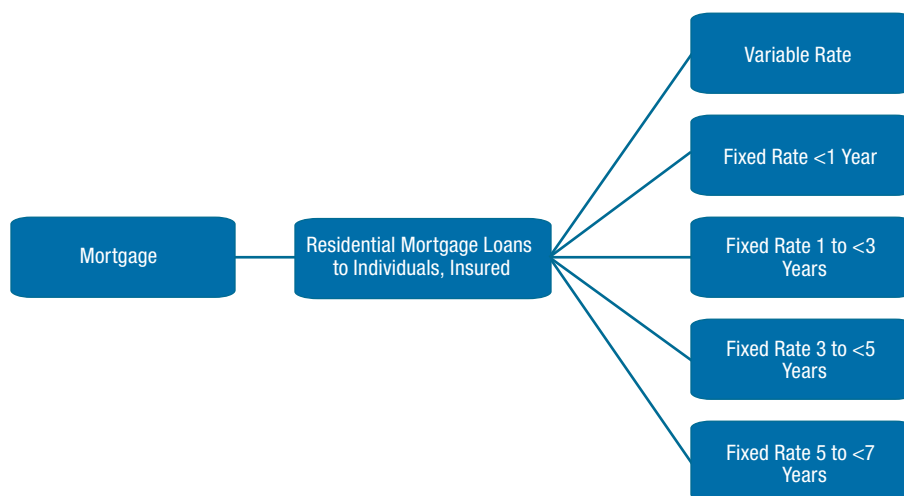 Mortgage
Residential Mortgage Loans
to Individuals, Insured
Variable Rate
Fixed Rate <1 Year
Fixed Rate 1 to <3
Years
Fixed Rate 3 to <5
Years
Fixed Rate 5 to <7
Years